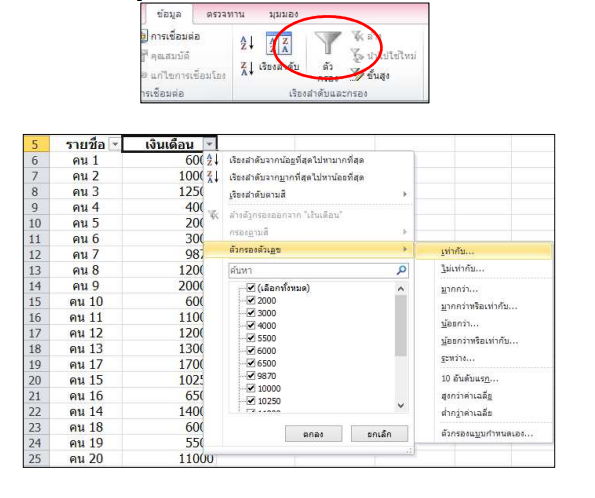 ข้อมูล ตรวจทาน มุมมอง
การเชื่อมต่อ
คุณสมบัติ
แก้ไขการเชื่อมโยง
เรียงลำดับ
ตัว
กรอง
ล้าง
นำไปใช้ใหม่
ขั้นสูง
เรียงลำดับและกรอง
5 รายชื่อ เงินเดือน
6 คน 1 600
7 คน 2 1000
8 คน 3 1250
9 คน 4 400
10 คน 5 200
11 คน 6 300
12 คน 7 987
13 คน 8 1200
14 คน 9 2000
15 คน 10 600
16 คน 11 1100
17 คน 12 1200
18 คน 13 1300
19 คน 17 1700
20 คน 15 1025
21 คน 16 650
22 คน 14 1400
23 คน 18 600
24 คน 19 550
25 คน 20 11000
เรียงลำดับจากน้อยที่สุดไปหามากที่สุด
เรียงลำดับจากมากที่สุดไปหาน้อยที่สุด
เรียงลำดับตามสี
ล้างตัวกรองออกจาก "เงินเดือน"
กรองตามสี
ตัวกรองตัวเลข
ค้นหา
(เลือกทั้งหมด)
2000
3000
4000
5500
6000
6500
9870
10000
10250
ตกลง ยกเลิก
เท่ากับ...
ไม่เท่ากับ...
มากกว่า...
มากกว่าหรือเท่ากับ...
น้อยกว่า...
น้อยกว่าหรือเท่ากับ...
ระหว่าง...
10 อันดับแรก...
สูงกว่าค่าเฉลี่ย
ต่ำกว่าค่าเฉลี่ย
ตัวกรองแบบกำหนดเอง...